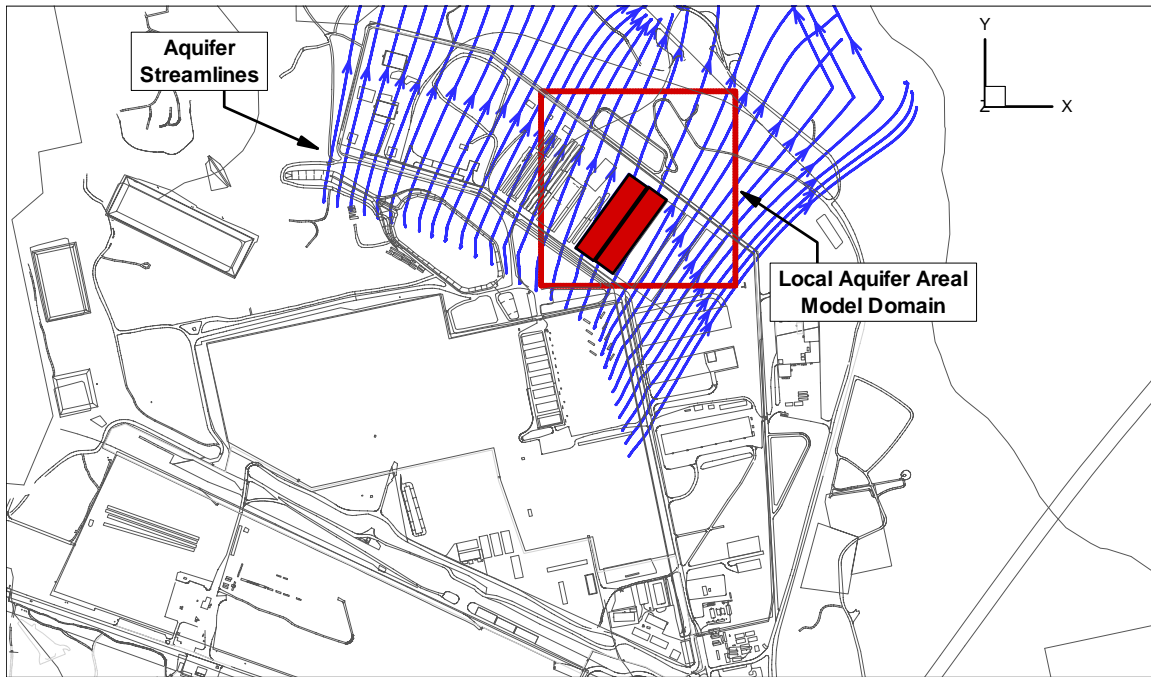 Aquifer
Streamlines
Y
Z
X
Local Aquifer Areal
Model Domain